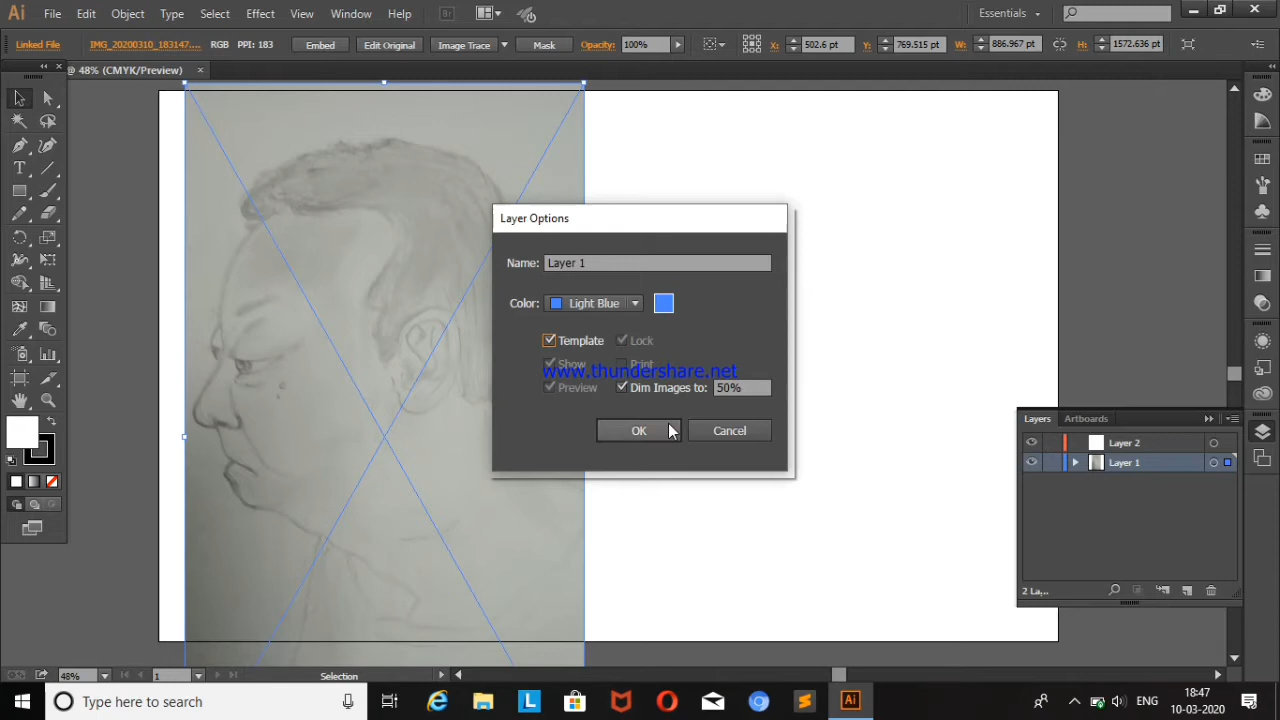 Ai File Edit Object Type Select Effect View Window Help Br Essentials
Linked File IMG_20200310_183147.... RGB PPI: 183 Embed Edit Original Image Trace Mask Opacity: 100% X: 502.6 pt Y: 769.515 pt W: 886.967 pt H: 1572.636 pt
@ 48% (CMYK/Preview)
Layer Options
Name: Layer 1
Color: Light Blue
Template Lock
Show Print
www.thundershare.net
Preview Dim Images to: 50%
OK Cancel
Layers Artboards
Layer 2
Layer 1
2 La...
48% 1 Selection
Type here to search
L
Ai
ENG
18:47
10-03-2020